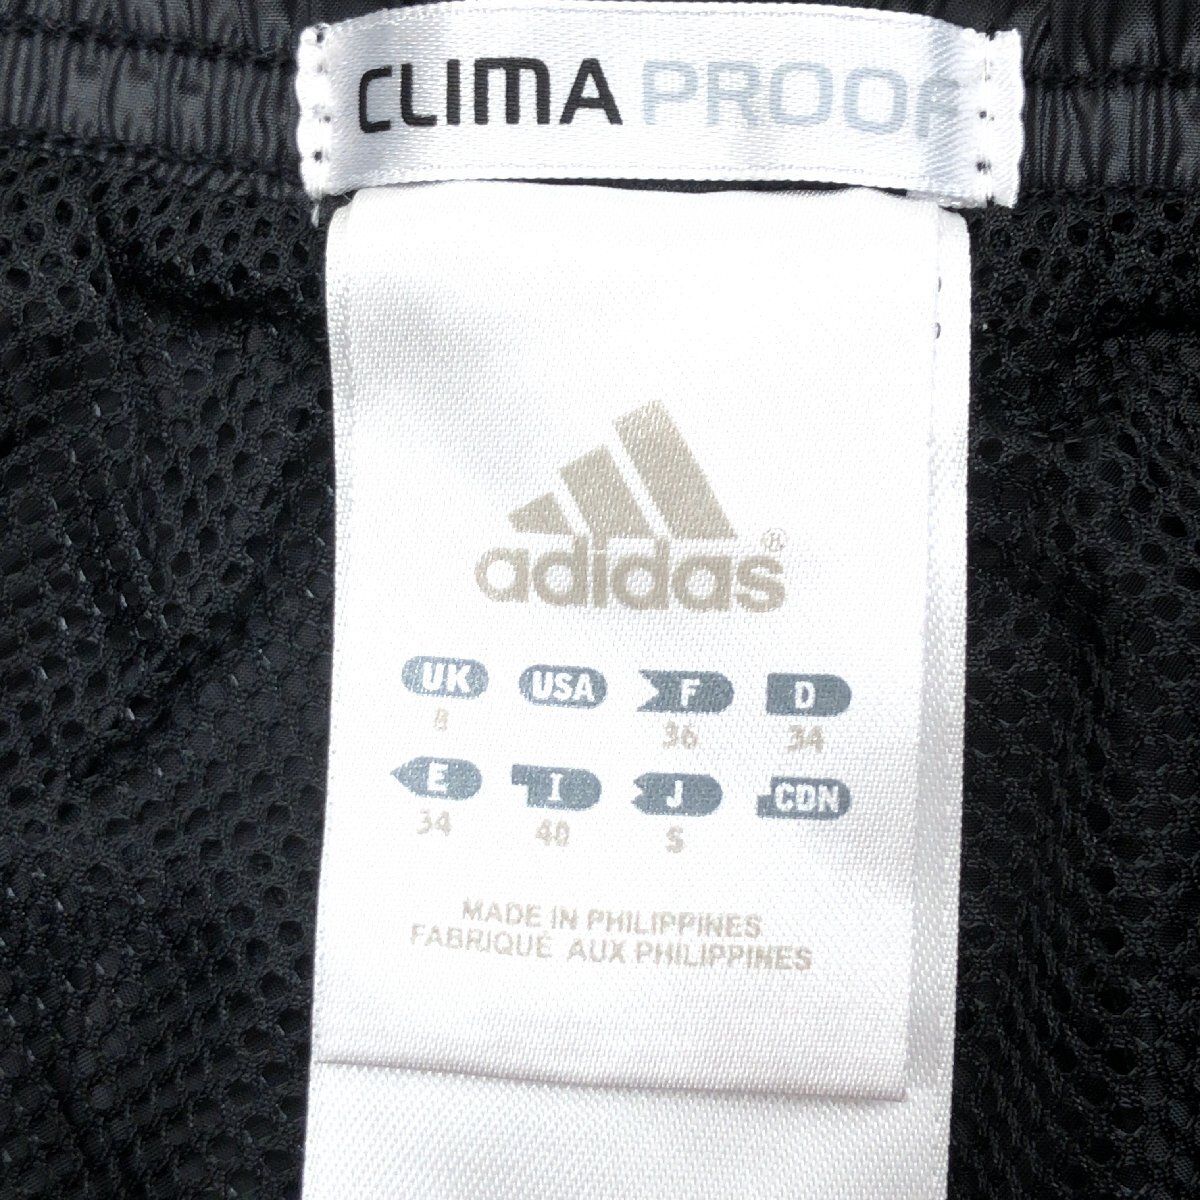 CLIMA PROOF
adidas®
UK USA F D
8 36 34
E I J CDN
34 40 S
MADE IN PHILIPPINES
FABRIQUE AUX PHILIPPINES